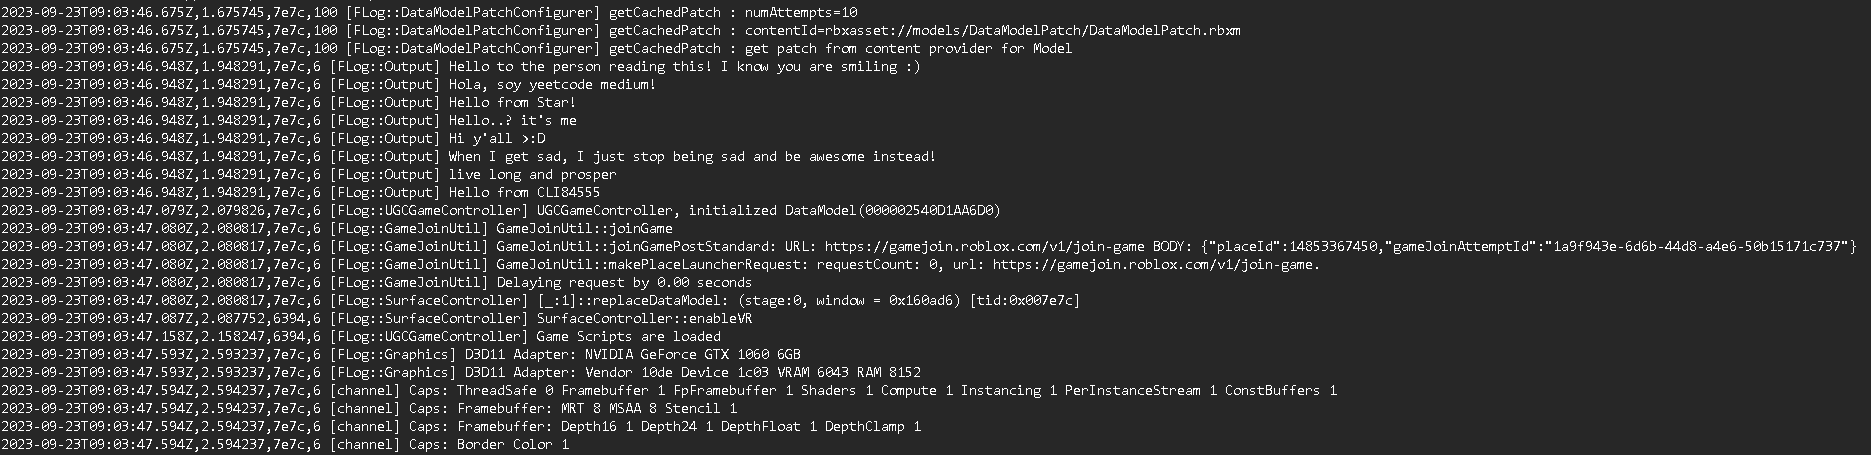 2023-09-23T09:03:46.675Z,1.675745,7e7c,100 [FLog::DataModelPatchConfigurer] getCachedPatch : numAttempts=10
2023-09-23T09:03:46.675Z,1.675745,7e7c,100 [FLog::DataModelPatchConfigurer] getCachedPatch : contentId=rbxasset://models/DataModelPatch/DataModelPatch.rbxm
2023-09-23T09:03:46.675Z,1.675745,7e7c,100 [FLog::DataModelPatchConfigurer] getCachedPatch : get patch from content provider for Model
2023-09-23T09:03:46.948Z,1.948291,7e7c,6 [FLog::Output] Hello to the person reading this! I know you are smiling :)
2023-09-23T09:03:46.948Z,1.948291,7e7c,6 [FLog::Output] Hola, soy yeetcode medium!
2023-09-23T09:03:46.948Z,1.948291,7e7c,6 [FLog::Output] Hello from Star!
2023-09-23T09:03:46.948Z,1.948291,7e7c,6 [FLog::Output] Hello..? it's me
2023-09-23T09:03:46.948Z,1.948291,7e7c,6 [FLog::Output] Hi y'all >:D
2023-09-23T09:03:46.948Z,1.948291,7e7c,6 [FLog::Output] When I get sad, I just stop being sad and be awesome instead!
2023-09-23T09:03:46.948Z,1.948291,7e7c,6 [FLog::Output] live long and prosper
2023-09-23T09:03:46.948Z,1.948291,7e7c,6 [FLog::Output] Hello from CLI84555
2023-09-23T09:03:47.079Z,2.079826,7e7c,6 [FLog::UGCGameController] UGCGameController, initialized DataModel(000002540D1AA6D0)
2023-09-23T09:03:47.080Z,2.080817,7e7c,6 [FLog::GameJoinUtil] GameJoinUtil::joinGame
2023-09-23T09:03:47.080Z,2.080817,7e7c,6 [FLog::GameJoinUtil] GameJoinUtil::joinGamePostStandard: URL: https://gamejoin.roblox.com/v1/join-game BODY: {"placeId":14853367450,"gameJoinAttemptId":"1a9f943e-6d6b-44d8-a4e6-50b15171c737"}
2023-09-23T09:03:47.080Z,2.080817,7e7c,6 [FLog::GameJoinUtil] GameJoinUtil::makePlaceLauncherRequest: requestCount: 0, url: https://gamejoin.roblox.com/v1/join-game.
2023-09-23T09:03:47.080Z,2.080817,7e7c,6 [FLog::GameJoinUtil] Delaying request by 0.00 seconds
2023-09-23T09:03:47.080Z,2.080817,7e7c,6 [FLog::SurfaceController] [_:1]::replaceDataModel: (stage:0, window = 0x160ad6) [tid:0x007e7c]
2023-09-23T09:03:47.087Z,2.087752,6394,6 [FLog::SurfaceController] SurfaceController::enableVR
2023-09-23T09:03:47.158Z,2.158247,6394,6 [FLog::UGCGameController] Game Scripts are loaded
2023-09-23T09:03:47.593Z,2.593237,7e7c,6 [FLog::Graphics] D3D11 Adapter: NVIDIA GeForce GTX 1060 6GB
2023-09-23T09:03:47.593Z,2.593237,7e7c,6 [FLog::Graphics] D3D11 Adapter: Vendor 10de Device 1c03 VRAM 6043 RAM 8152
2023-09-23T09:03:47.594Z,2.594237,7e7c,6 [channel] Caps: ThreadSafe 0 Framebuffer 1 FpFramebuffer 1 Shaders 1 Compute 1 Instancing 1 PerInstanceStream 1 ConstBuffers 1
2023-09-23T09:03:47.594Z,2.594237,7e7c,6 [channel] Caps: Framebuffer: MRT 8 MSAA 8 Stencil 1
2023-09-23T09:03:47.594Z,2.594237,7e7c,6 [channel] Caps: Framebuffer: Depth16 1 Depth24 1 DepthFloat 1 DepthClamp 1
2023-09-23T09:03:47.594Z,2.594237,7e7c,6 [channel] Caps: Border Color 1